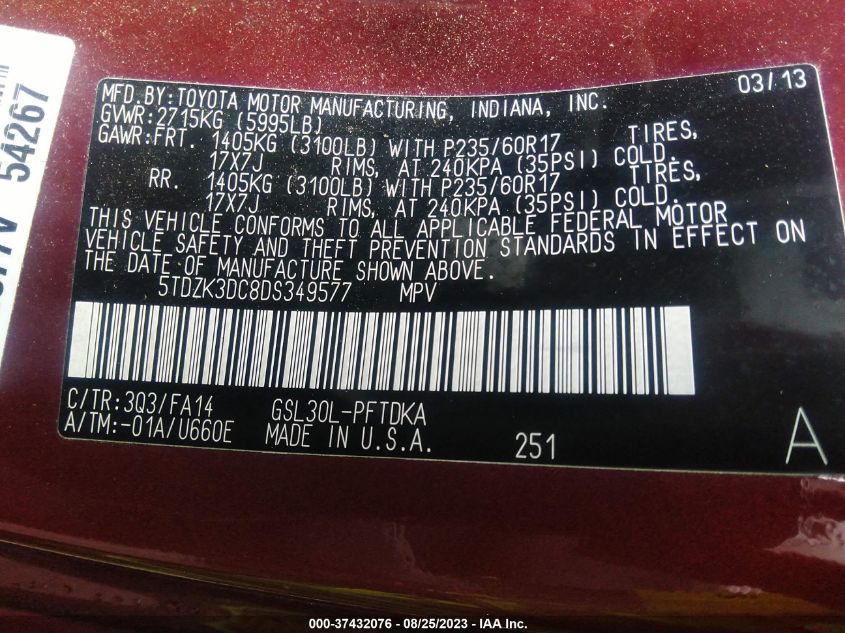 54267
MFD.BY:TOYOTA MOTOR MANUFACTURING, INDIANA, INC. 03/13
GVWR:2715KG (5995LB)
GAWR:FRT. 1405KG (3100LB) WITH P235/60R17 TIRES,
17X7J RIMS, AT 240KPA (35PSI) COLD.
RR. 1405KG (3100LB) WITH P235/60R17 TIRES,
17X7J RIMS, AT 240KPA (35PSI) COLD.
THIS VEHICLE CONFORMS TO ALL APPLICABLE FEDERAL MOTOR
VEHICLE SAFETY AND THEFT PREVENTION STANDARDS IN EFFECT ON
THE DATE OF MANUFACTURE SHOWN ABOVE.
5TDZK3DC8DS349577 MPV
C/TR:3Q3/FA14 GSL30L-PFTDKA
A/TM:-01A/U660E MADE IN U.S.A. 251 A
000-37432076 - 08/25/2023 - IAA Inc.